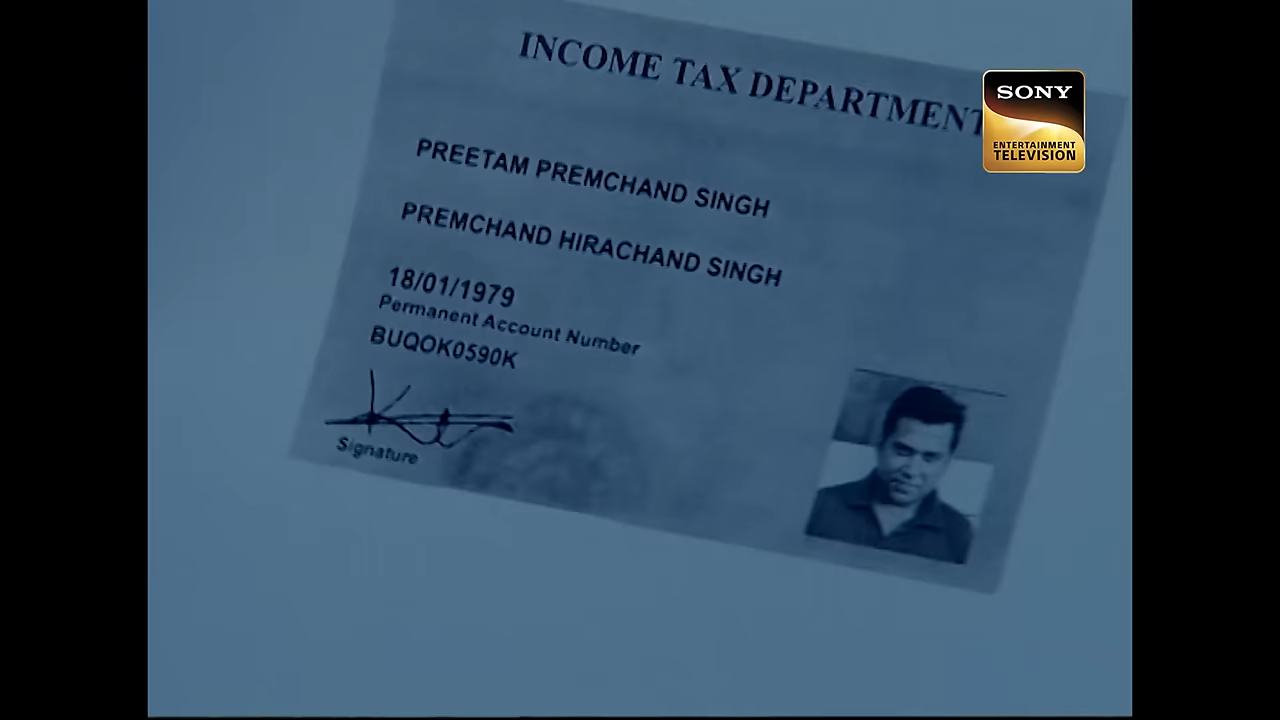 INCOME TAX DEPARTMENT
SONY
ENTERTAINMENT
TELEVISION
PREETAM PREMCHAND SINGH
PREMCHAND HIRACHAND SINGH
18/01/1979
Permanent Account Number
BUQOK0590K
Signature